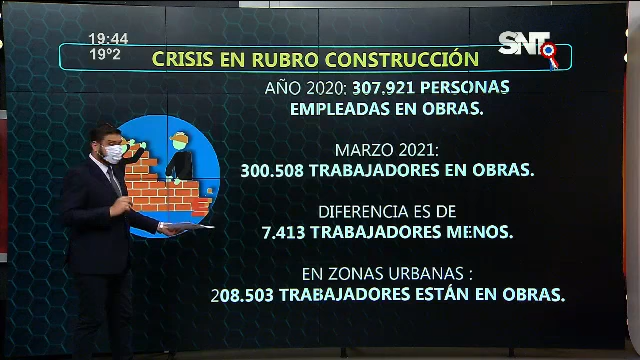 19:44
19°2
CRISIS EN RUBRO CONSTRUCCIÓN
SNT
AÑO 2020: 307.921 PERSONAS
EMPLEADAS EN OBRAS.
MARZO 2021:
300.508 TRABAJADORES EN OBRAS.
DIFERENCIA ES DE
7.413 TRABAJADORES MENOS.
EN ZONAS URBANAS :
208.503 TRABAJADORES ESTÁN EN OBRAS.